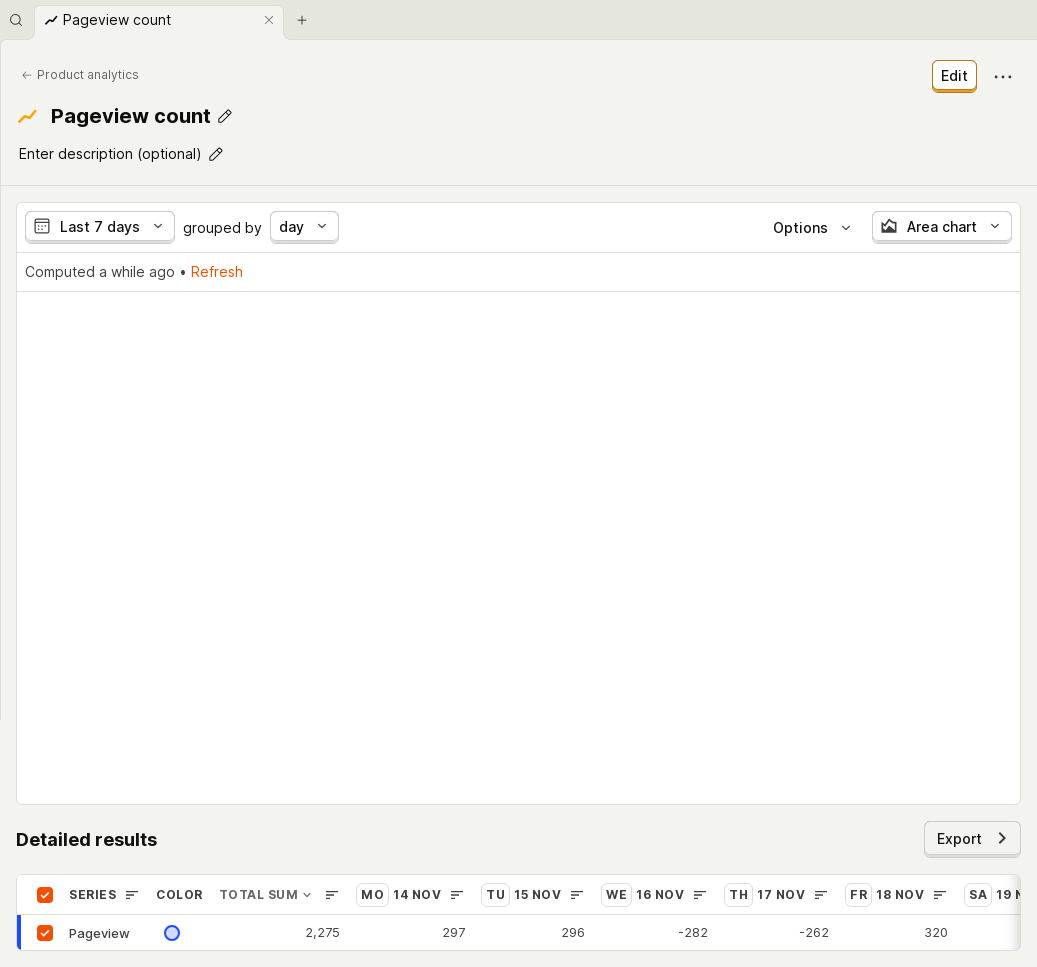 Pageview count
Product analytics
Edit
Pageview count
Enter description (optional)
Last 7 days grouped by day Options Area chart
Computed a while ago • Refresh
Detailed results
Export
SERIES COLOR TOTAL SUM MO 14 NOV TU 15 NOV WE 16 NOV TH 17 NOV FR 18 NOV SA 19
Pageview 2,275 297 296 -282 -262 320